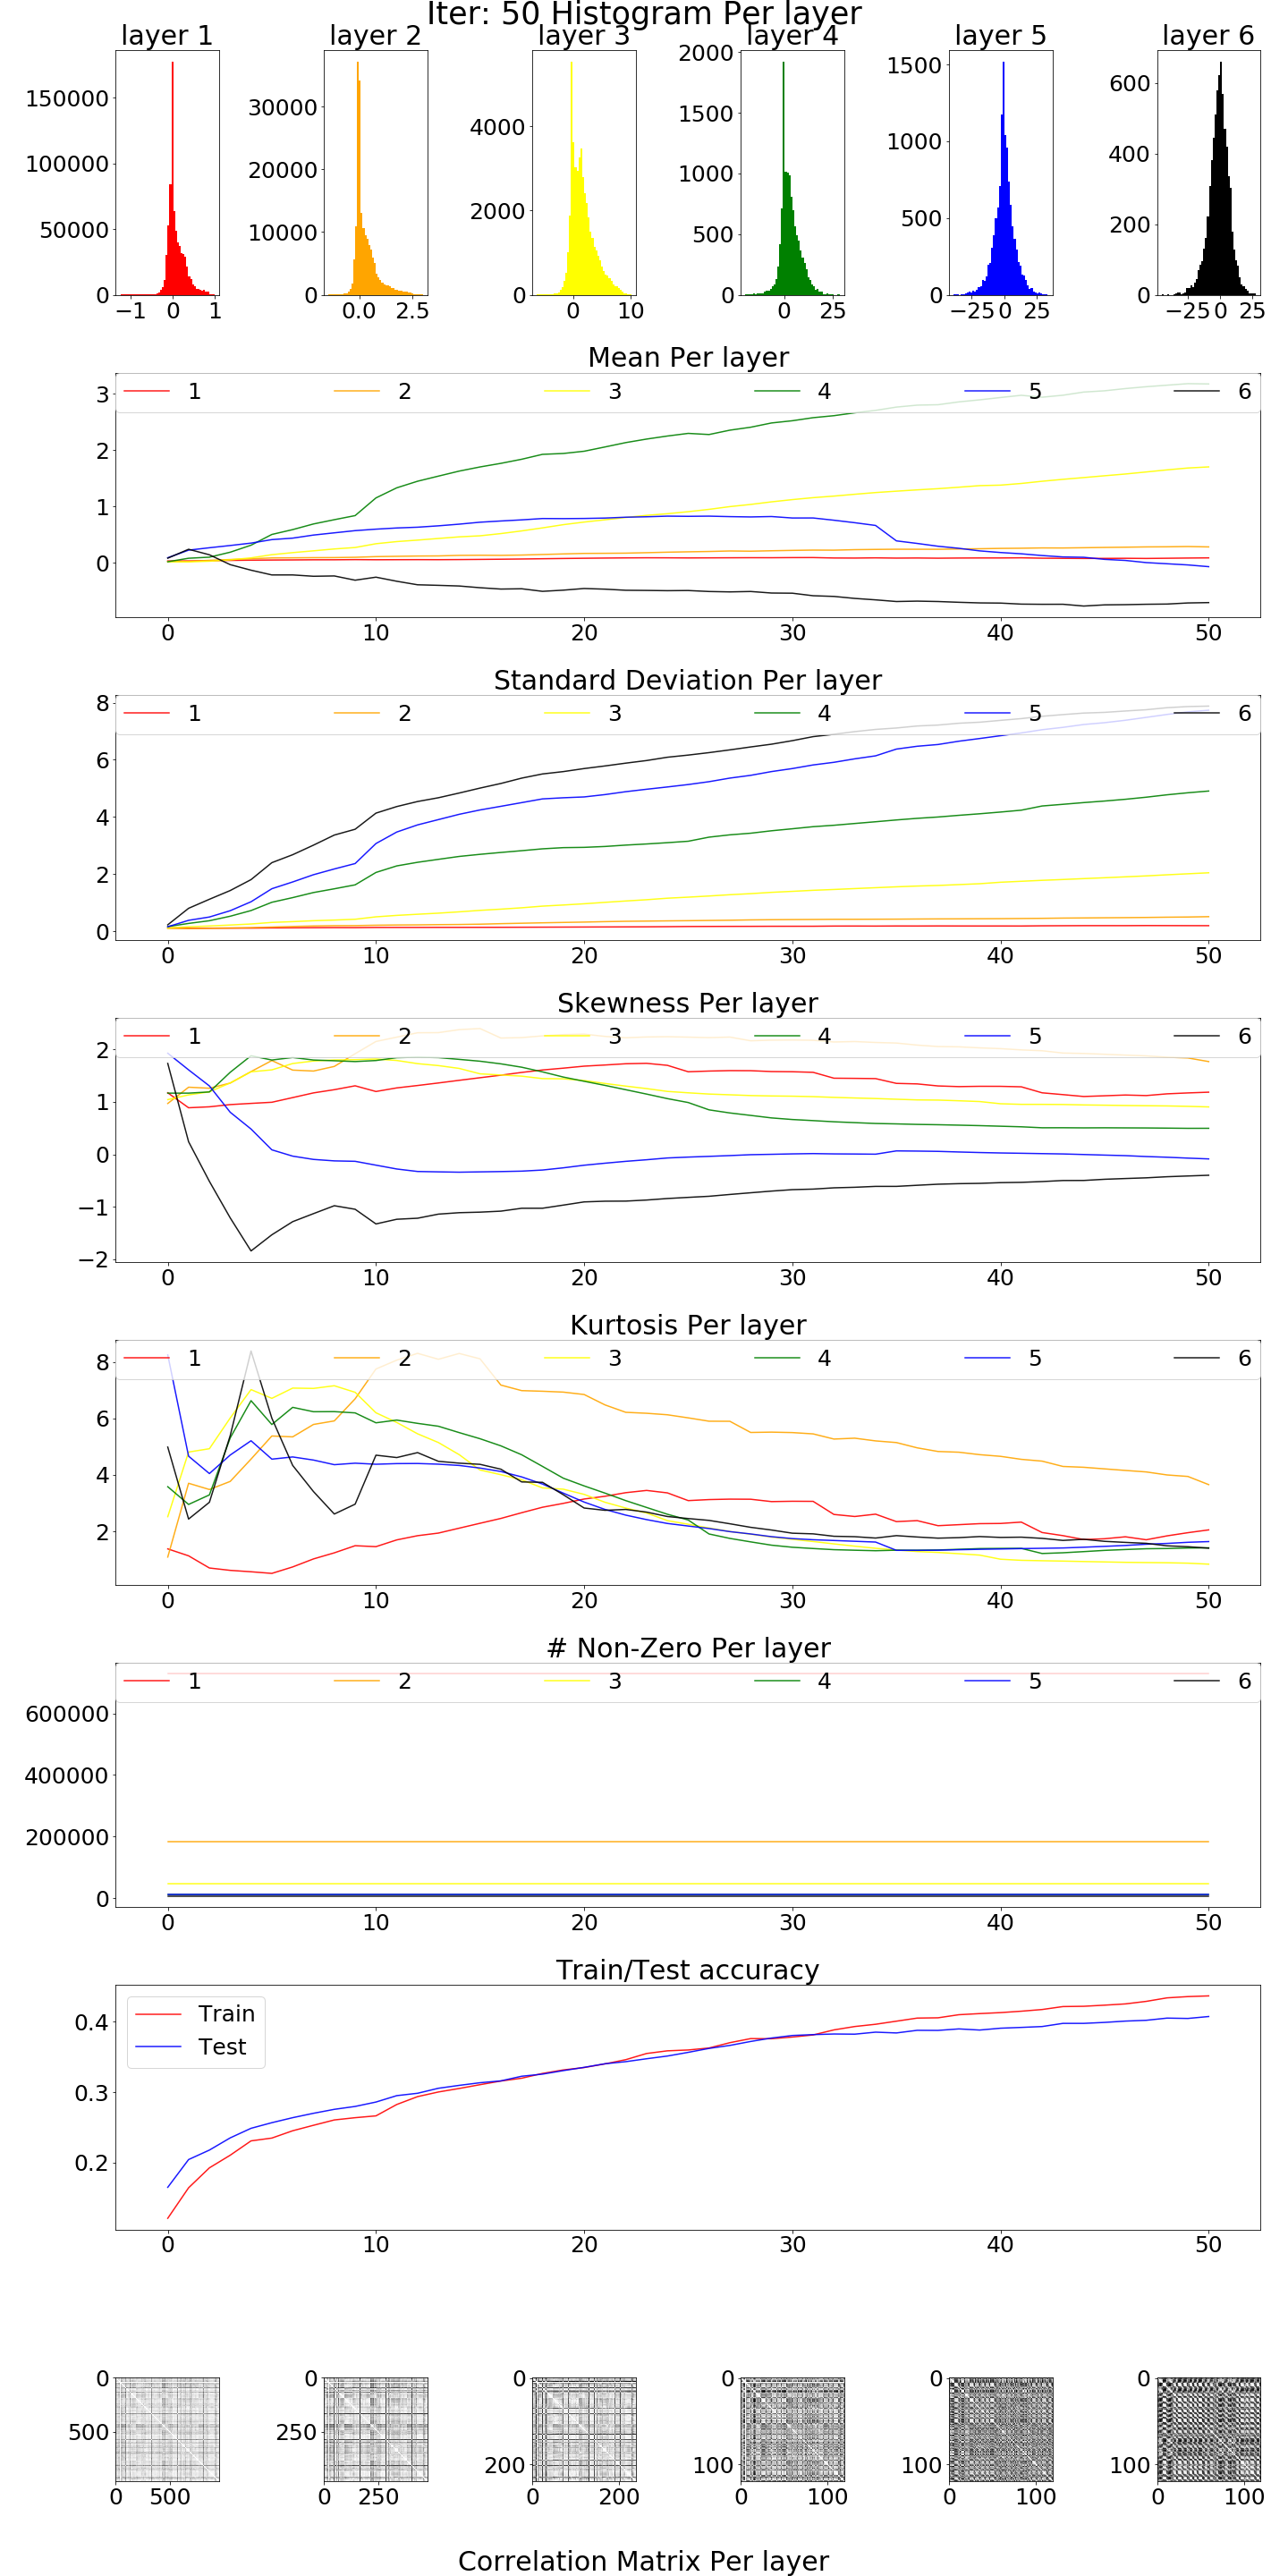 Iter: 50 Histogram Per layer
layer 1 layer 2 layer 3 layer 4 layer 5 layer 6
150000 100000 50000 0 −1 0 1
30000 20000 10000 0 0.0 2.5
4000 2000 0 0 10
2000 1500 1000 500 0 0 25
1500 1000 500 0 −25 0 25
600 400 200 0 −25 0 25
Mean Per layer
1 2 3 4 5 6
3
2
1
0
0 10 20 30 40 50
Standard Deviation Per layer
1 2 3 4 5 6
8
6
4
2
0
0 10 20 30 40 50
Skewness Per layer
1 2 3 4 5 6
2
1
0
−1
−2
0 10 20 30 40 50
Kurtosis Per layer
1 2 3 4 5 6
8
6
4
2
0 10 20 30 40 50
# Non-Zero Per layer
1 2 3 4 5 6
600000
400000
200000
0
0 10 20 30 40 50
Train/Test accuracy
Train
Test
0.4
0.3
0.2
0 10 20 30 40 50
0 500 0 500
0 250 0 250
0 200 0 200
0 100 0 100
0 100 0 100
0 100 0 100
Correlation Matrix Per layer